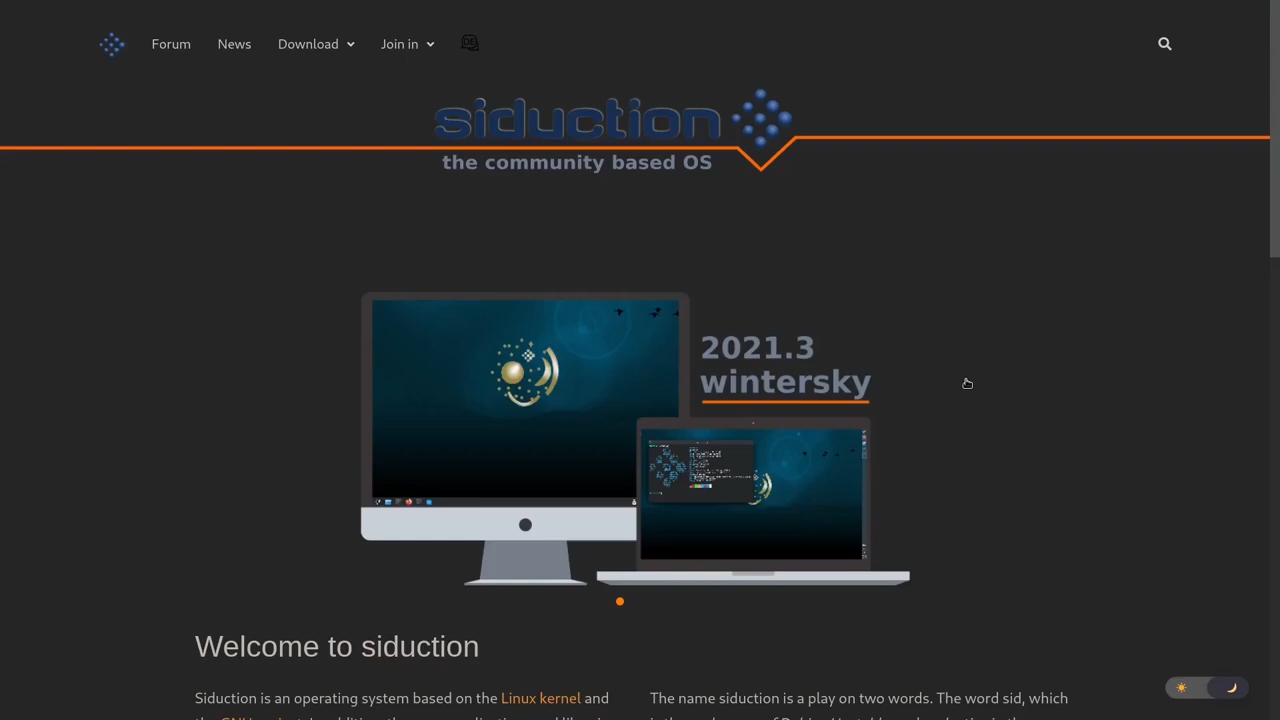 Forum News Download Join in DE
siduction
the community based OS
2021.3
wintersky
Welcome to siduction
Siduction is an operating system based on the Linux kernel and
The name siduction is a play on two words. The word sid, which